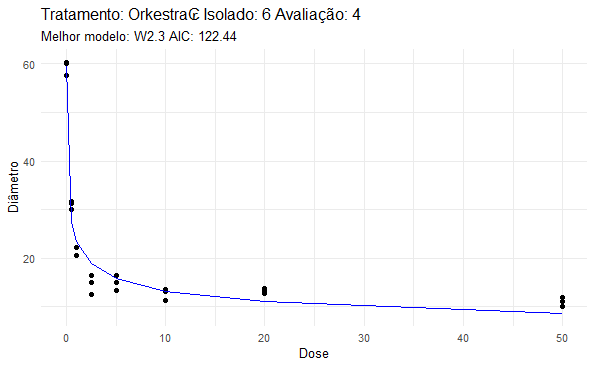 Tratamento: Orkestra₢ Isolado: 6 Avaliação: 4
Melhor modelo: W2.3 AIC: 122.44
60
40
20
Diâmetro
0 10 20 30 40 50
Dose